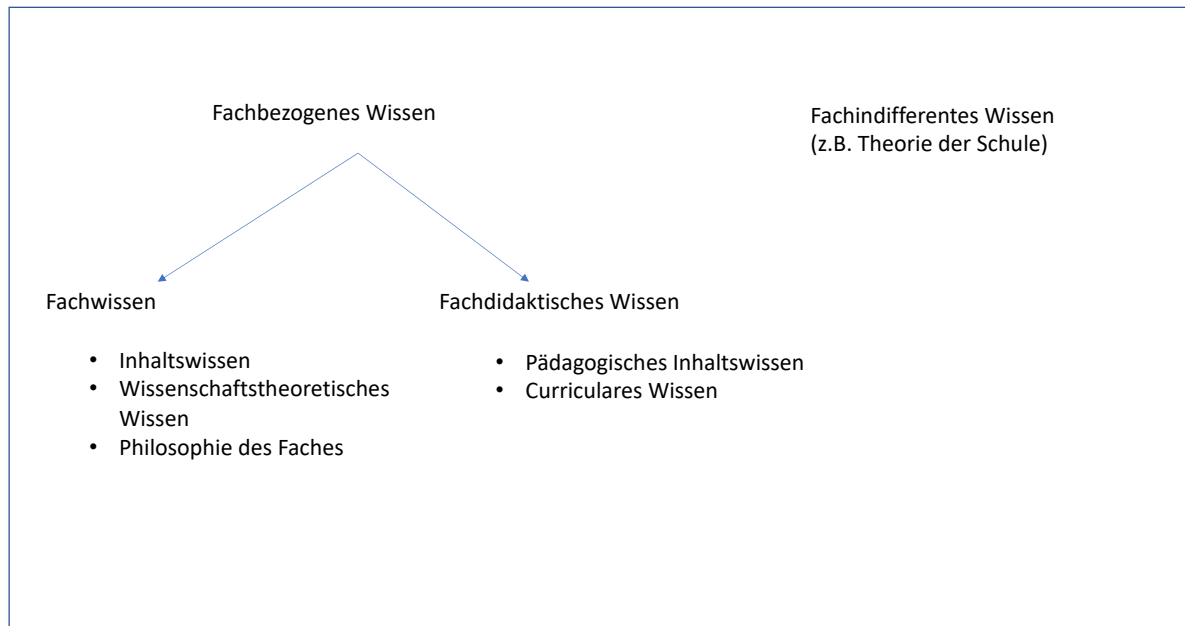 Fachbezogenes Wissen
Fachindifferentes Wissen
(z.B. Theorie der Schule)
Fachwissen
• Inhaltswissen
• Wissenschaftstheoretisches
Wissen
• Philosophie des Faches
Fachdidaktisches Wissen
• Pädagogisches Inhaltswissen
• Curriculares Wissen